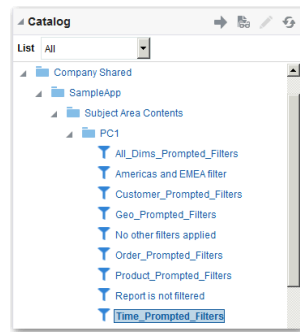 Catalog
List All
Company Shared
SampleApp
Subject Area Contents
PC1
All_Dims_Prompted_Filters
Americas and EMEA filter
Customer_Prompted_Filters
Geo_Prompted_Filters
No other filters applied
Order_Prompted_Filters
Product_Prompted_Filters
Report is not filtered
Time_Prompted_Filters